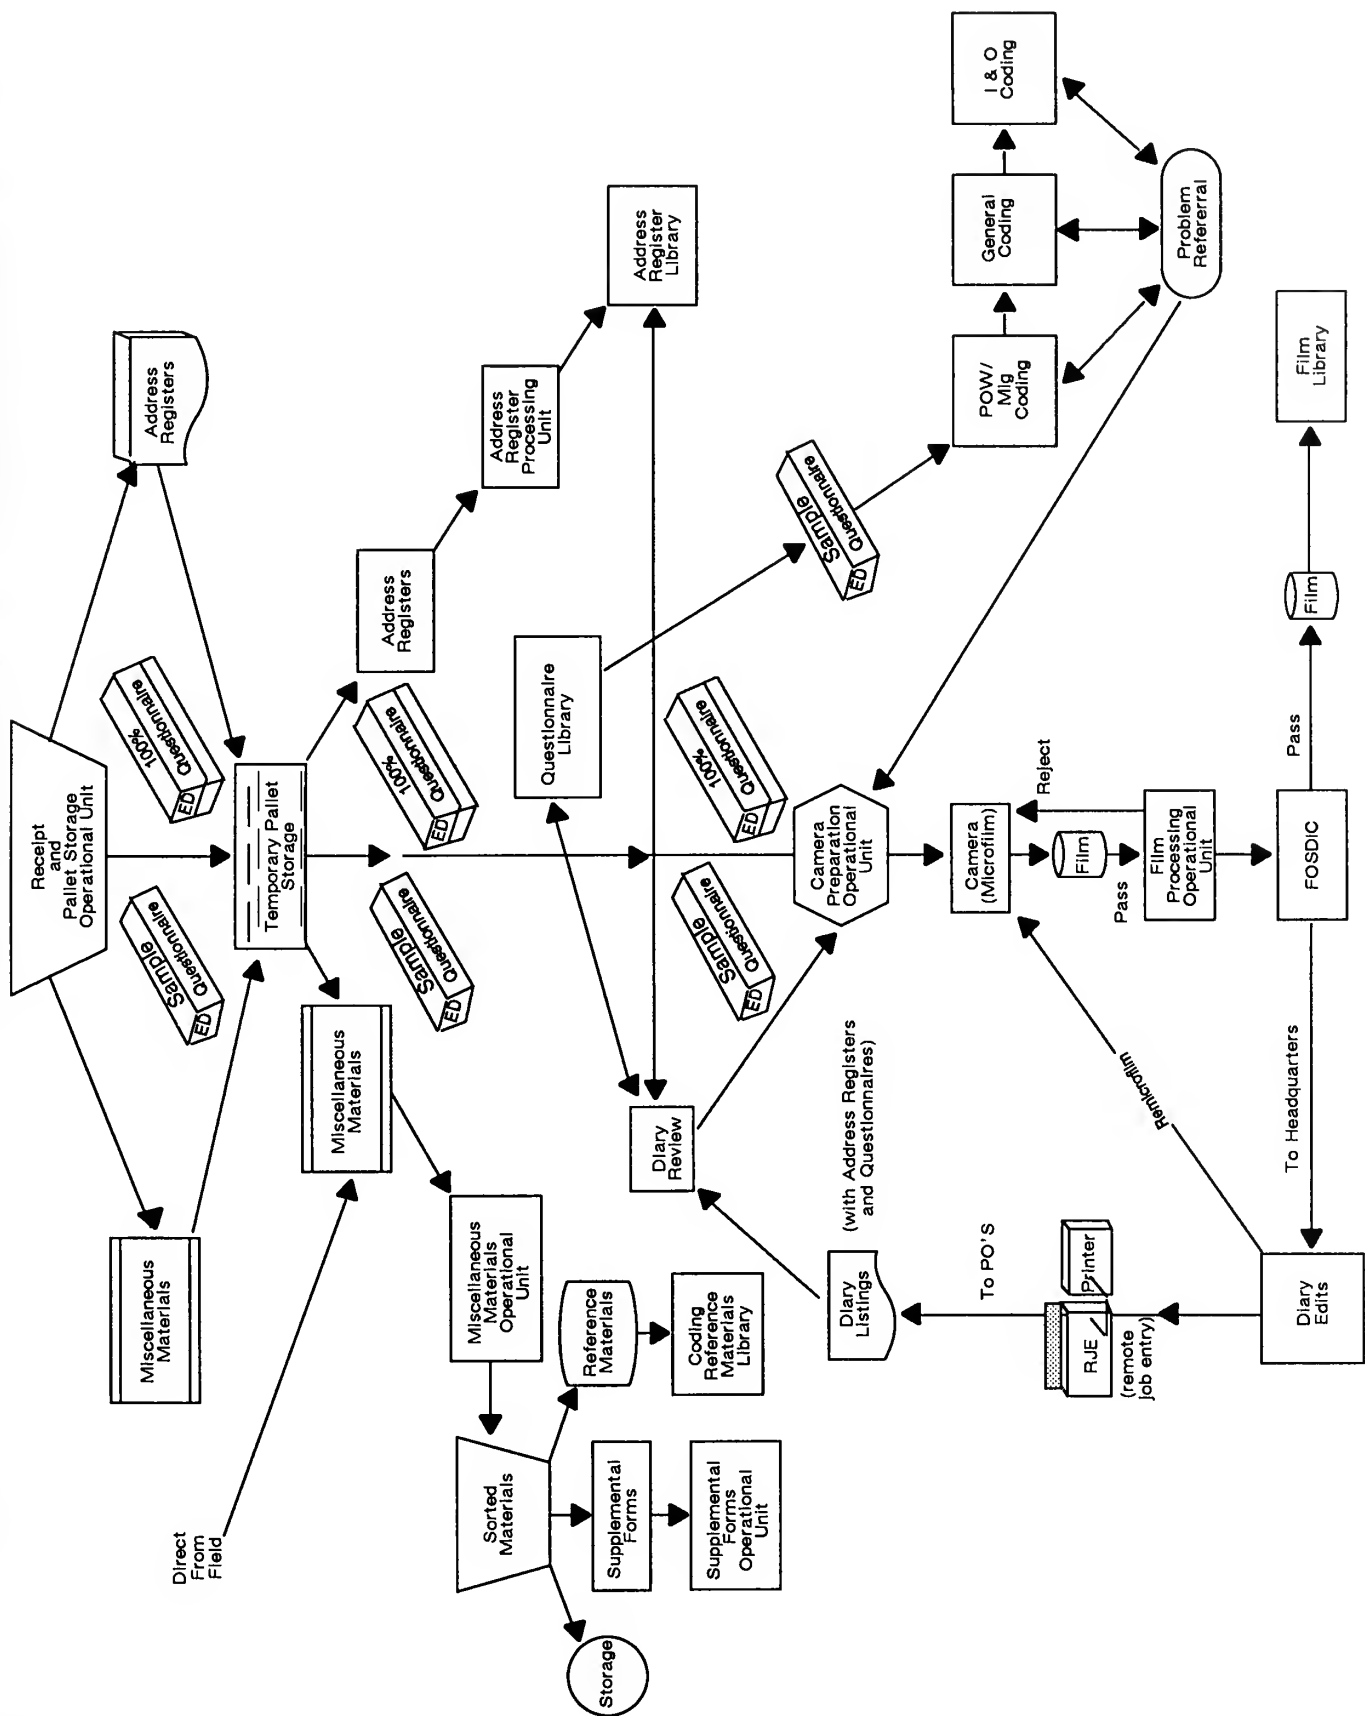 Receipt
and
Pallet Storage
Operational Unit
Address
Registers
100%
Questionnaire
ED
Sample
Questionnaire
ED
Miscellaneous
Materials
Temporary Pallet
Storage
Direct
From
Field
Miscellaneous
Materials
Sample
Questionnaire
ED
100%
Questionnaire
ED
Address
Registers
Address
Register
Processing
Unit
Address
Register
Library
Miscellaneous
Materials
Operational
Unit
Sorted
Materials
Storage
Supplemental
Forms
Supplemental
Forms
Operational
Unit
Reference
Materials
Coding
Reference
Materials
Library
Questionnaire
Library
Diary
Review
Sample
Questionnaire
ED
100%
Questionnaire
ED
Sample
Questionnaire
ED
Camera
Preparation
Operational
Unit
POW/
Mig
Coding
General
Coding
I & O
Coding
Problem
Refererral
Diary
Listings
(with Address Registers
and Questionnaires)
Camera
(Microfilm)
Film
Pass
Reject
Film
Processing
Operational
Unit
To PO'S
RJE
Printer
(remote
job entry)
Remicrofilm
Diary
Edits
To Headquarters
FOSDIC
Pass
Film
Film
Library